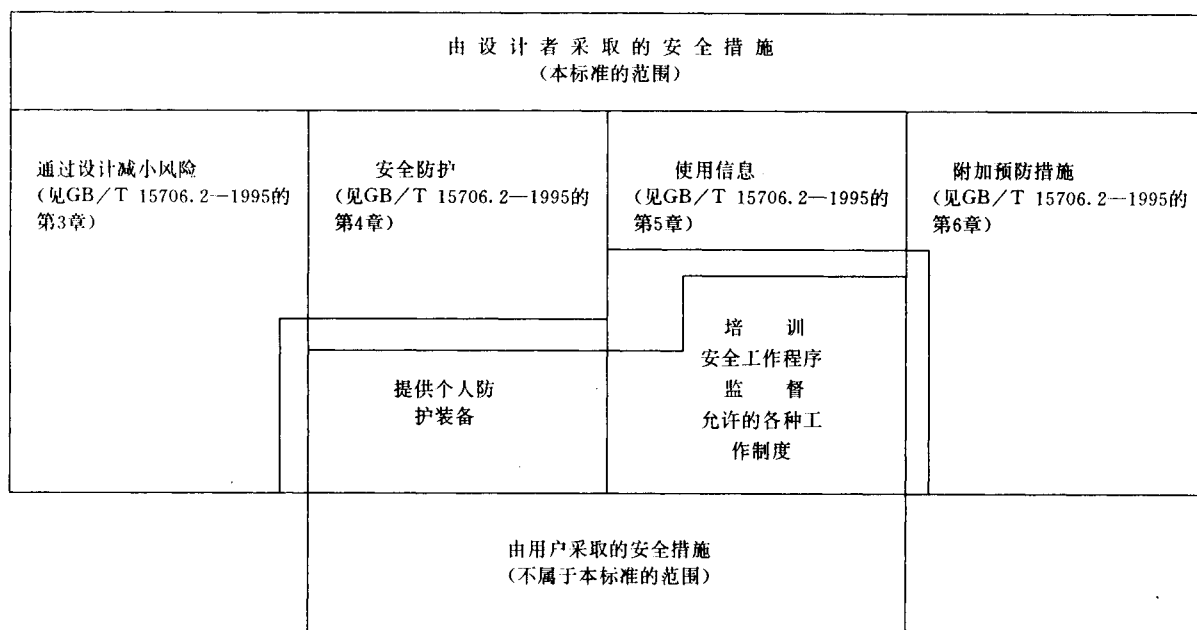 由设计者采取的安全措施
（本标准的范围）
通过设计减小风险
（见GB／T 15706.2--1995的
第3章）
安全防护
（见GB／T 15706.2—1995的
第4章）
使用信息
（见GB／T 15706.2—1995的
第5章）
附加预防措施
（见GB／T 15706.2—1995的
第6章）
提供个人防
护装备
培　训
安全工作程序
监　督
允许的各种工
作制度
由用户采取的安全措施
（不属于本标准的范围）